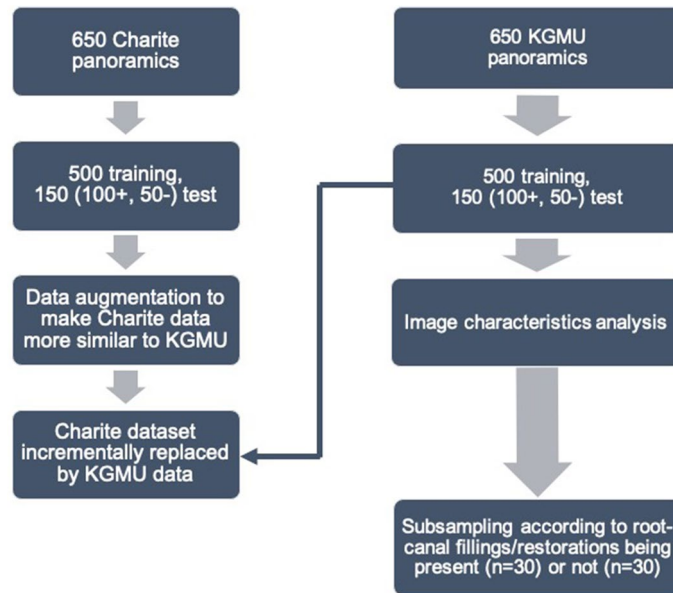 650 Charite
panoramics
500 training,
150 (100+, 50-) test
Data augmentation to
make Charite data
more similar to KGMU
Charite dataset
incrementally replaced
by KGMU data
650 KGMU
panoramics
500 training,
150 (100+, 50-) test
Image characteristics analysis
Subsampling according to root-
canal fillings/restorations being
present (n=30) or not (n=30)